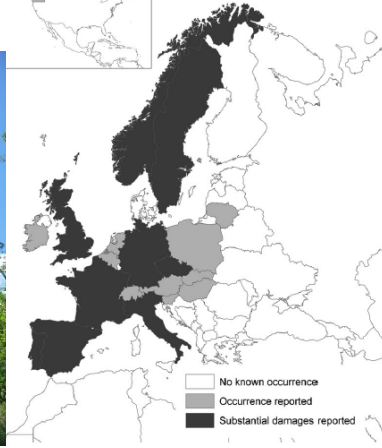 No known occurrence
Occurrence reported
Substantial damages reported